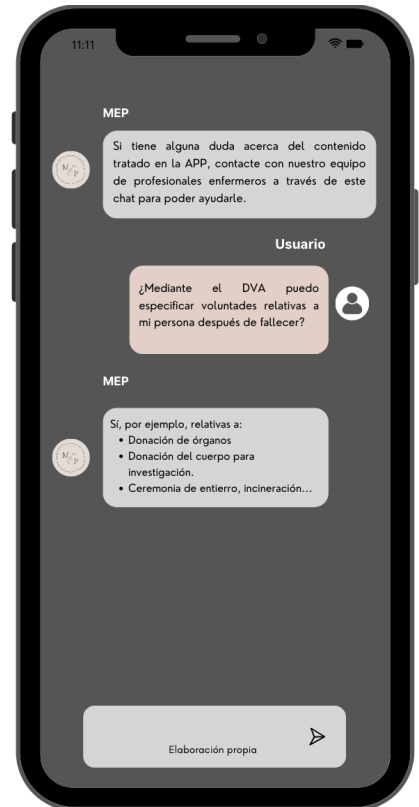 11:11
MEP
Si tiene alguna duda acerca del contenido
tratado en la APP, contacte con nuestro equipo
de profesionales enfermeros a través de este
chat para poder ayudarle.
M
P
Usuario
¿Mediante el DVA puedo
especificar voluntades relativas a
mi persona después de fallecer?
MEP
Sí, por ejemplo, relativas a:
• Donación de órganos
• Donación del cuerpo para
investigación.
• Ceremonia de entierro, incineración...
M
P
Elaboración propia